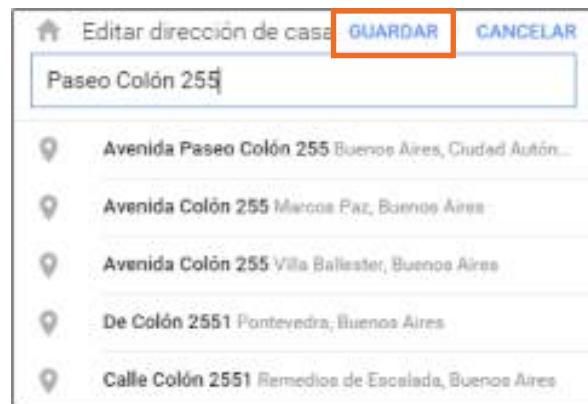 Editar dirección de casa GUARDAR CANCELAR
Paseo Colón 255
Avenida Paseo Colón 255 Buenos Aires, Ciudad Autón...
Avenida Colón 255 Marcos Paz, Buenos Aires
Avenida Colón 255 Villa Ballester, Buenos Aires
De Colón 2551 Pontevedra, Buenos Aires
Calle Colón 2551 Remedios de Escalada, Buenos Aires